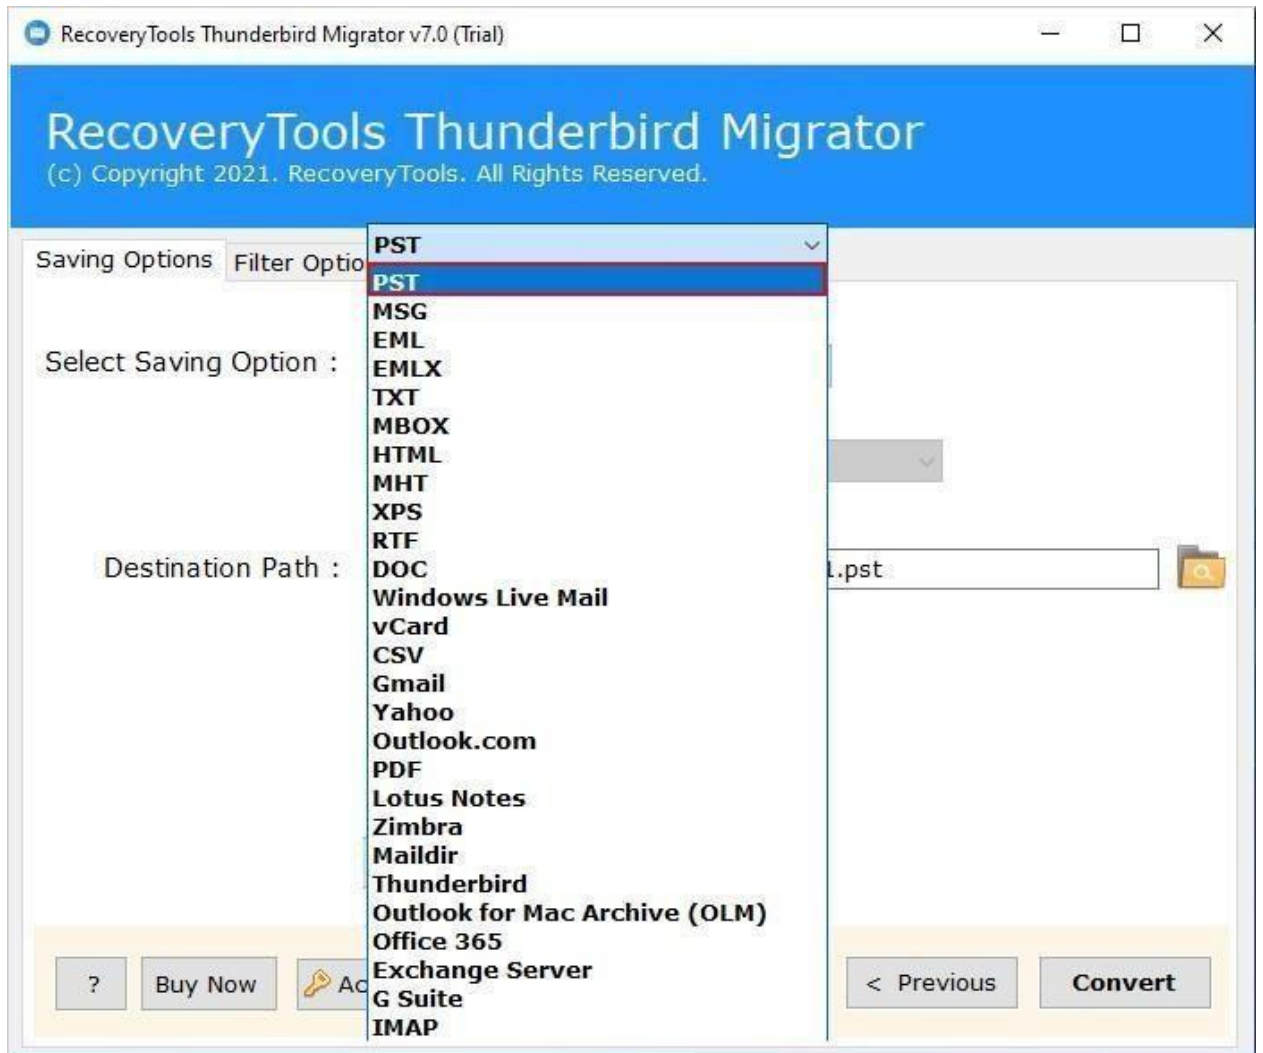 RecoveryTools Thunderbird Migrator v7.0 (Trial)
RecoveryTools Thunderbird Migrator
(c) Copyright 2021. RecoveryTools. All Rights Reserved.
Saving Options
Filter Optio
PST
PST
MSG
EML
Select Saving Option :
EMLX
TXT
MBOX
HTML
MHT
XPS
RTF
Destination Path :
DOC
1.pst
Windows Live Mail
vCard
CSV
Gmail
Yahoo
Outlook.com
PDF
Lotus Notes
Zimbra
Maildir
Thunderbird
Outlook for Mac Archive (OLM)
Office 365
Exchange Server
G Suite
IMAP
?
Buy Now
Ac
< Previous
Convert